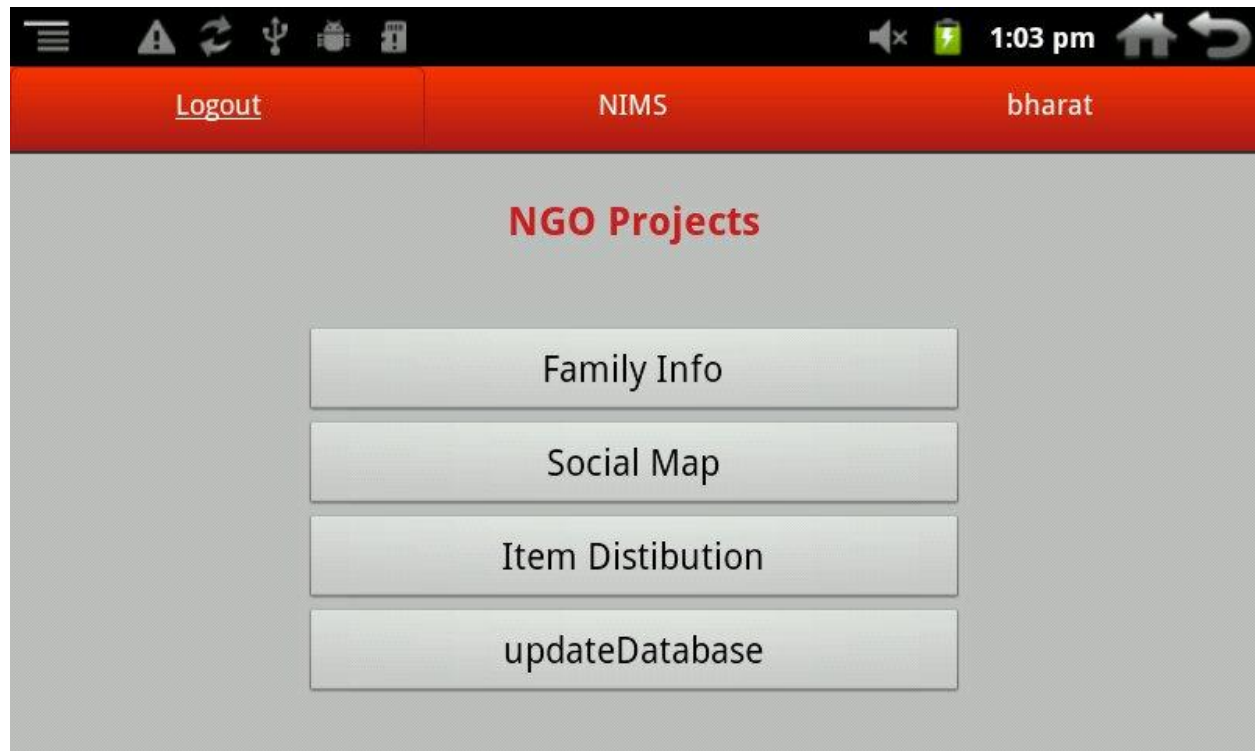 1:03 pm
Logout NIMS bharat
NGO Projects
Family Info
Social Map
Item Distibution
updateDatabase